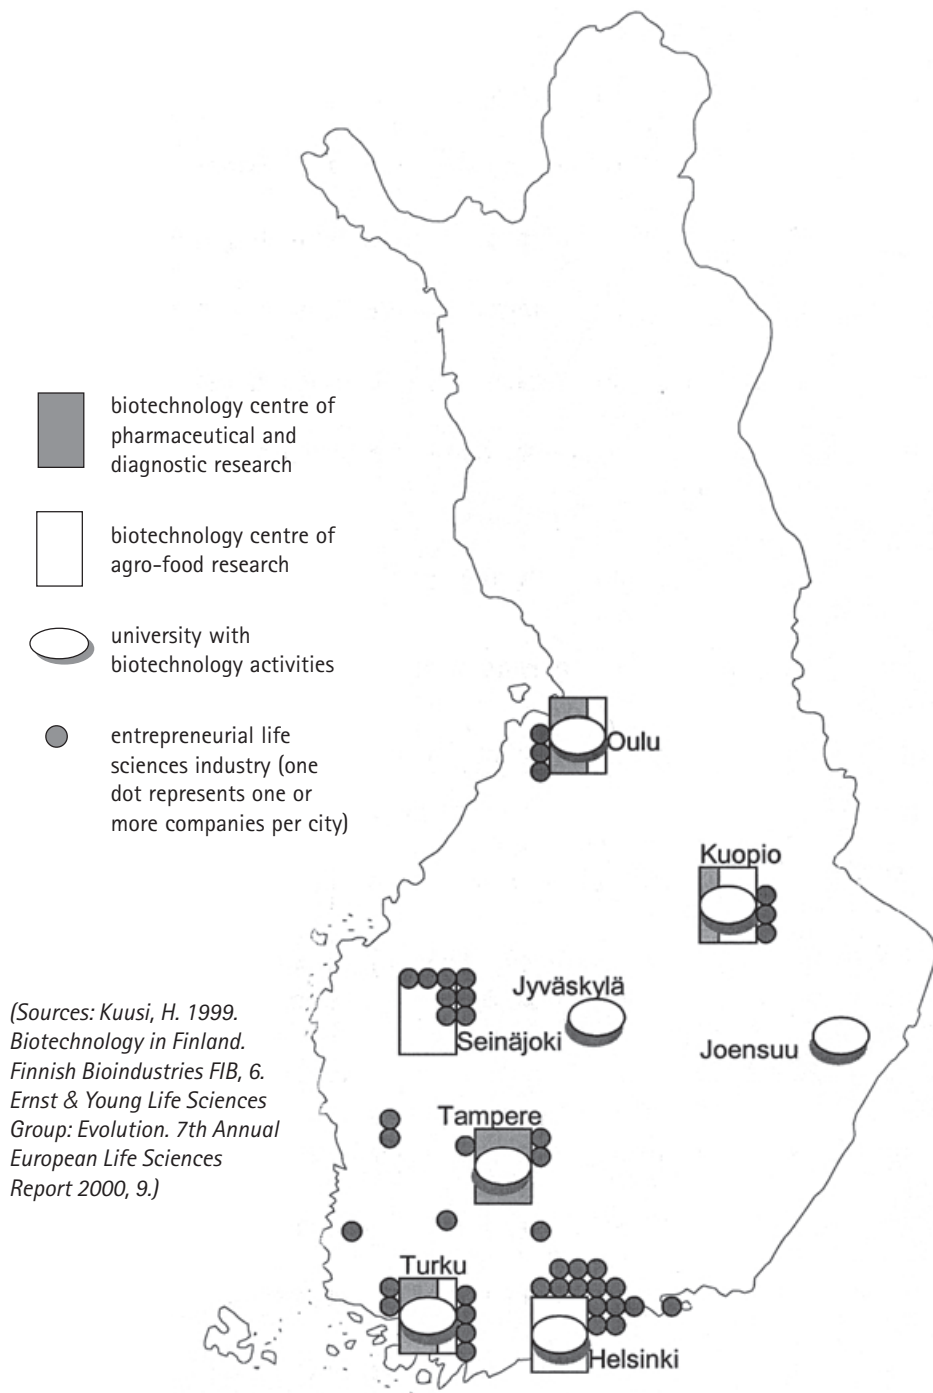 biotechnology centre of
pharmaceutical and
diagnostic research
biotechnology centre of
agro-food research
university with
biotechnology activities
entrepreneurial life
sciences industry (one
dot represents one or
more companies per city)
(Sources: Kuusi, H. 1999.
Biotechnology in Finland.
Finnish Bioindustries FIB, 6.
Ernst & Young Life Sciences
Group: Evolution. 7th Annual
European Life Sciences
Report 2000, 9.)
Oulu
Kuopio
Jyväskylä
Seinäjoki
Joensuu
Tampere
Turku
Helsinki